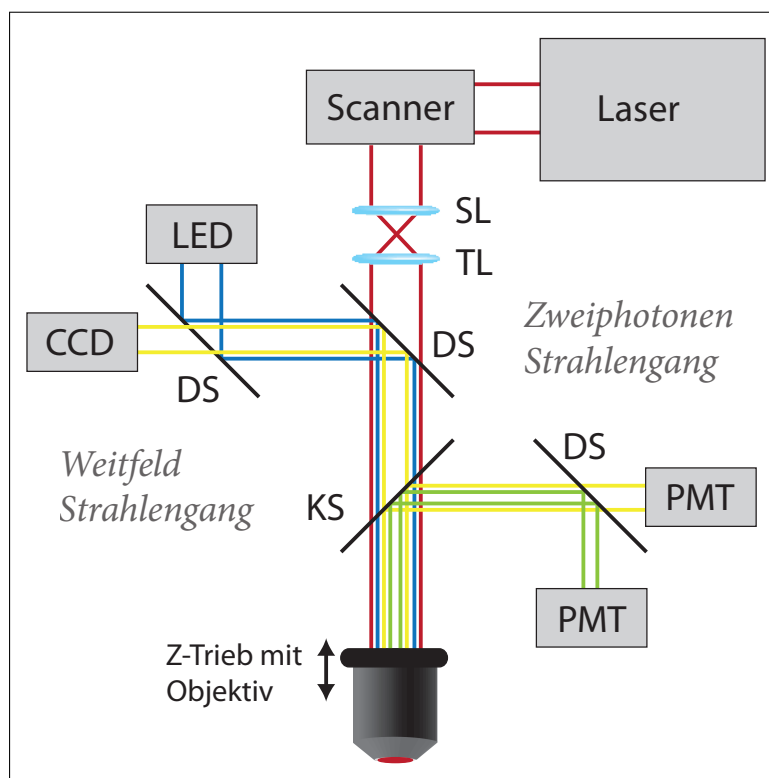 Scanner
Laser
SL
LED
TL
Zweiphotonen
Strahlengang
CCD
DS
DS
DS
Weitfeld
Strahlengang
KS
PMT
PMT
Z-Trieb mit
Objektiv